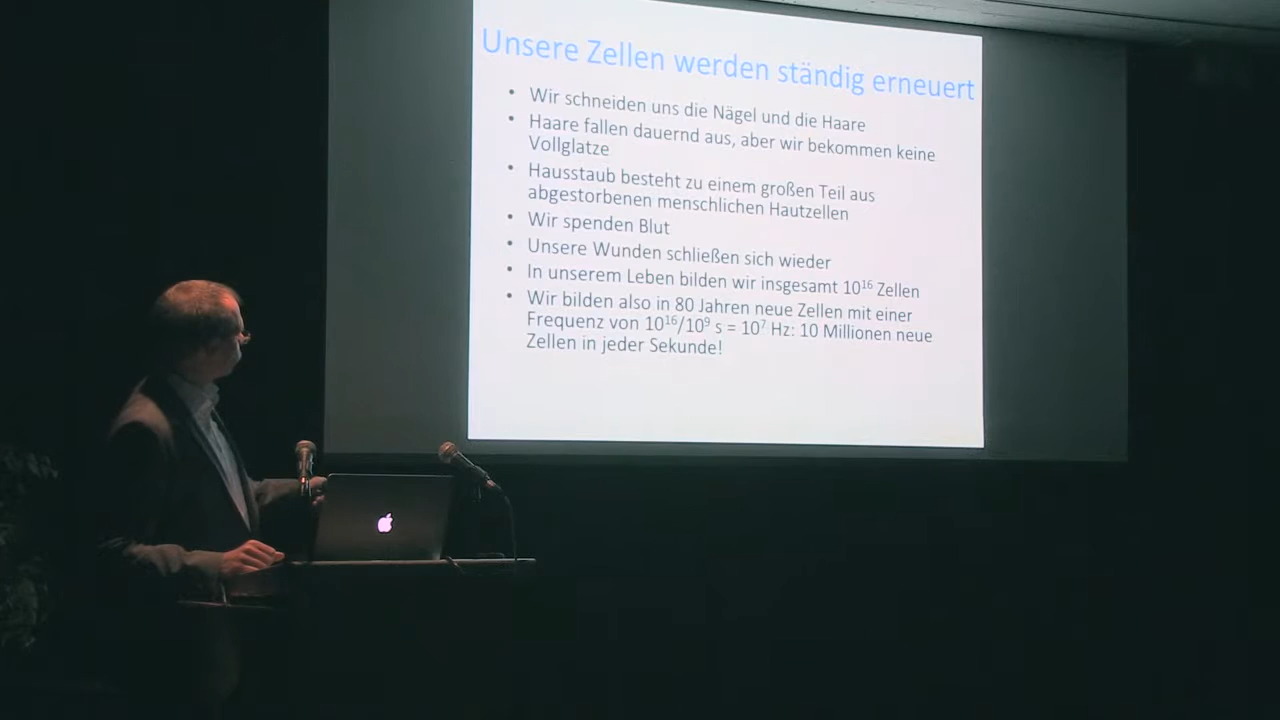 Unsere Zellen werden ständig erneuert
• Wir schneiden uns die Nägel und die Haare
• Haare fallen dauernd aus, aber wir bekommen keine
Vollglatze
• Hausstaub besteht zu einem großen Teil aus
abgestorbenen menschlichen Hautzellen
• Wir spenden Blut
• Unsere Wunden schließen sich wieder
• In unserem Leben bilden wir insgesamt 10¹⁶ Zellen
• Wir bilden also in 80 Jahren neue Zellen mit einer
Frequenz von 10¹⁶/10⁹ s = 10⁷ Hz: 10 Millionen neue
Zellen in jeder Sekunde!